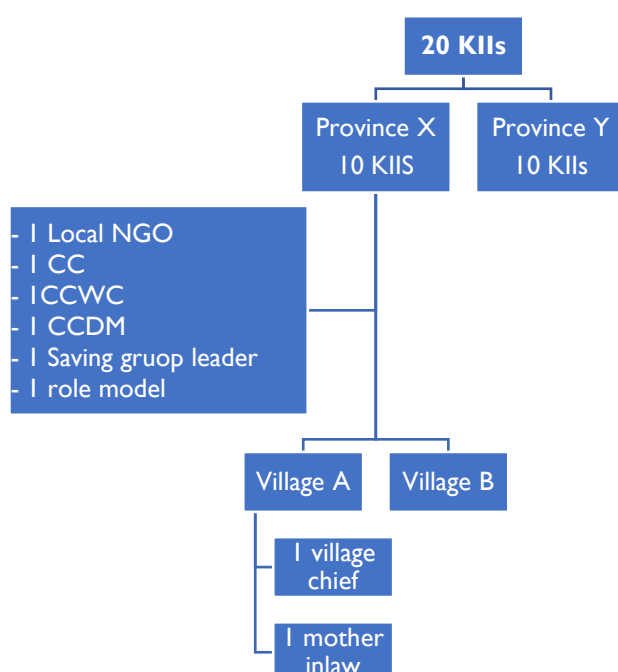 20 KIIs
Province X
10 KIIS
Province Y
10 KIIs
- 1 Local NGO
- 1 CC
- 1CCWC
- 1 CCDM
- 1 Saving gruop leader
- 1 role model
Village A
Village B
1 village
chief
1 mother
inlaw